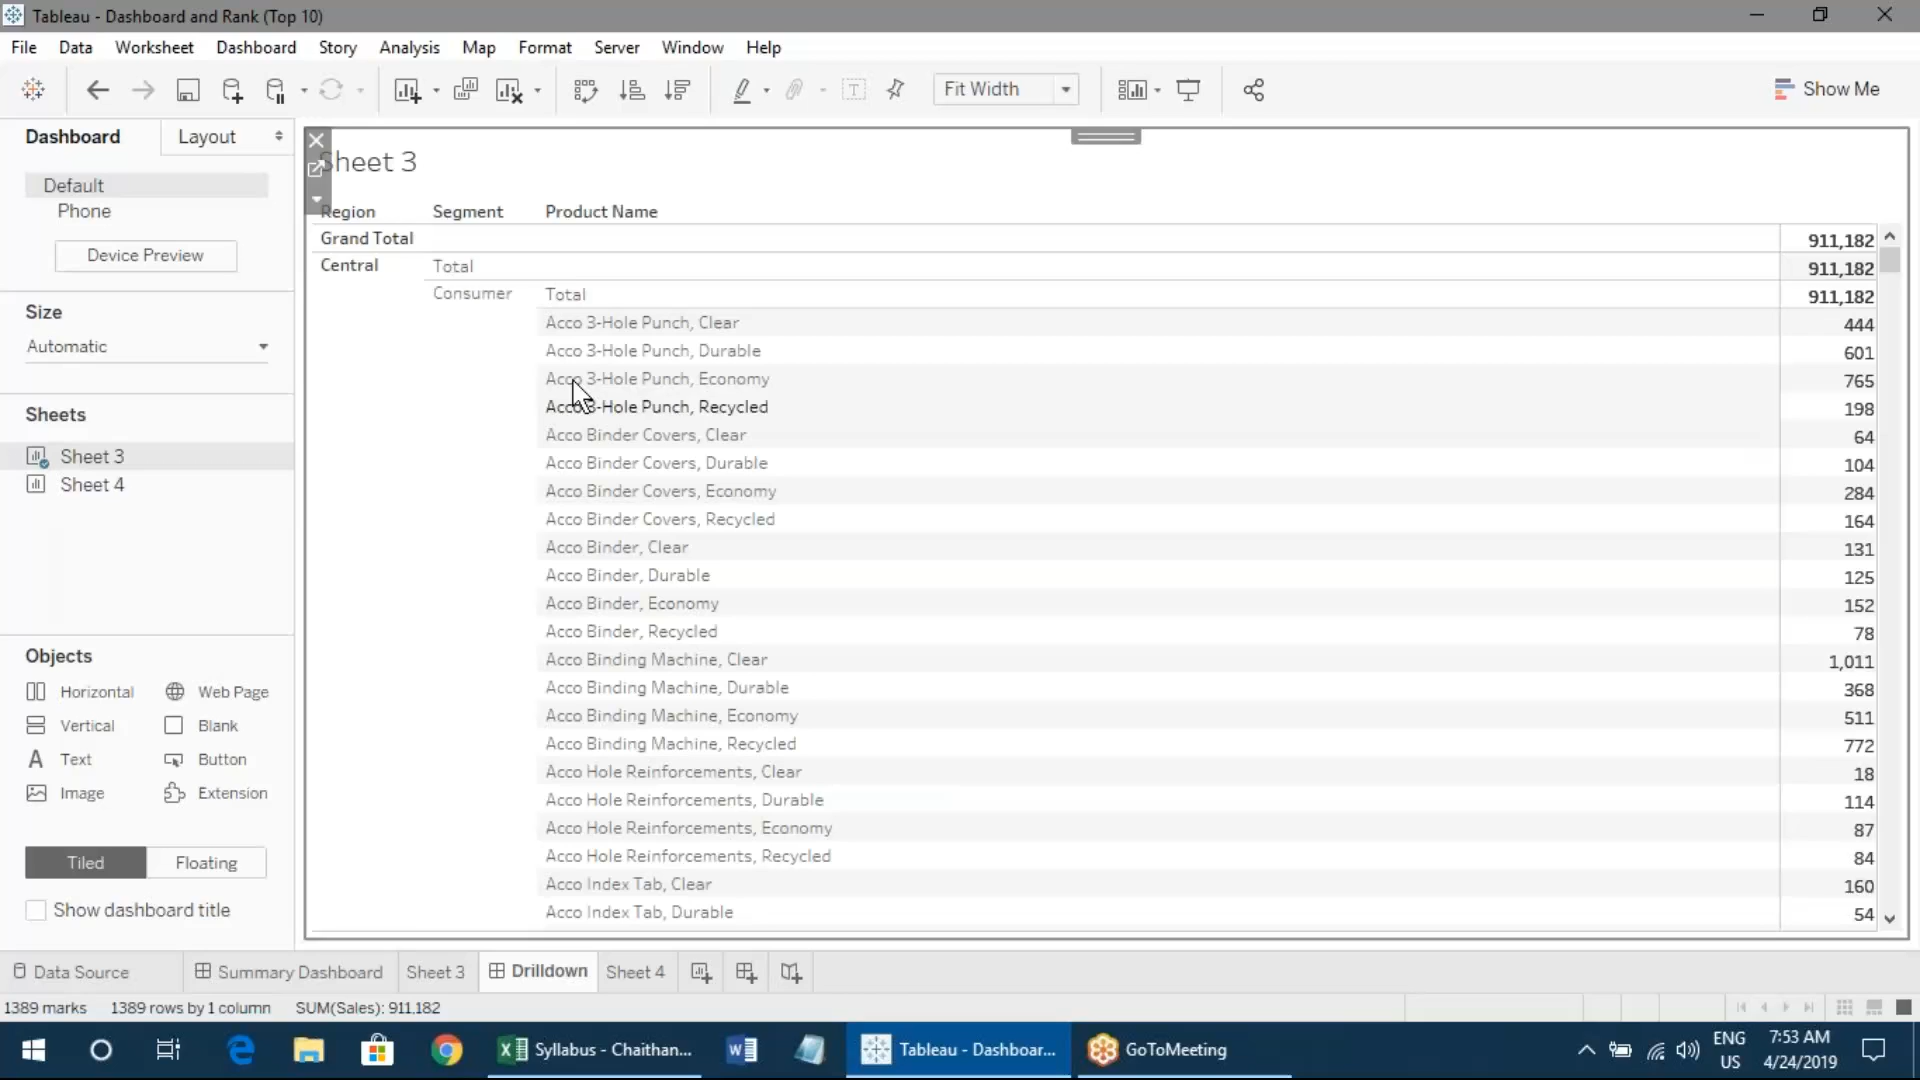 Tableau - Dashboard and Rank (Top 10)
File Data Worksheet Dashboard Story Analysis Map Format Server Window Help
Fit Width
Show Me
Dashboard Layout
Default
Phone
Device Preview
Size
Automatic
Sheets
Sheet 3
Sheet 4
Objects
Horizontal Web Page
Vertical Blank
A Text Button
Image Extension
Tiled Floating
Show dashboard title
Sheet 3
Region Segment Product Name
Grand Total 911,182
Central Total 911,182
Consumer Total 911,182
Acco 3-Hole Punch, Clear 444
Acco 3-Hole Punch, Durable 601
Acco 3-Hole Punch, Economy 765
Acco 3-Hole Punch, Recycled 198
Acco Binder Covers, Clear 64
Acco Binder Covers, Durable 104
Acco Binder Covers, Economy 284
Acco Binder Covers, Recycled 164
Acco Binder, Clear 131
Acco Binder, Durable 125
Acco Binder, Economy 152
Acco Binder, Recycled 78
Acco Binding Machine, Clear 1,011
Acco Binding Machine, Durable 368
Acco Binding Machine, Economy 511
Acco Binding Machine, Recycled 772
Acco Hole Reinforcements, Clear 18
Acco Hole Reinforcements, Durable 114
Acco Hole Reinforcements, Economy 87
Acco Hole Reinforcements, Recycled 84
Acco Index Tab, Clear 160
Acco Index Tab, Durable 54
Data Source Summary Dashboard Sheet 3 Drilldown Sheet 4
1389 marks 1389 rows by 1 column SUM(Sales): 911,182
Syllabus - Chaithan... Tableau - Dashboar... GoToMeeting
ENG
US
7:53 AM
4/24/2019